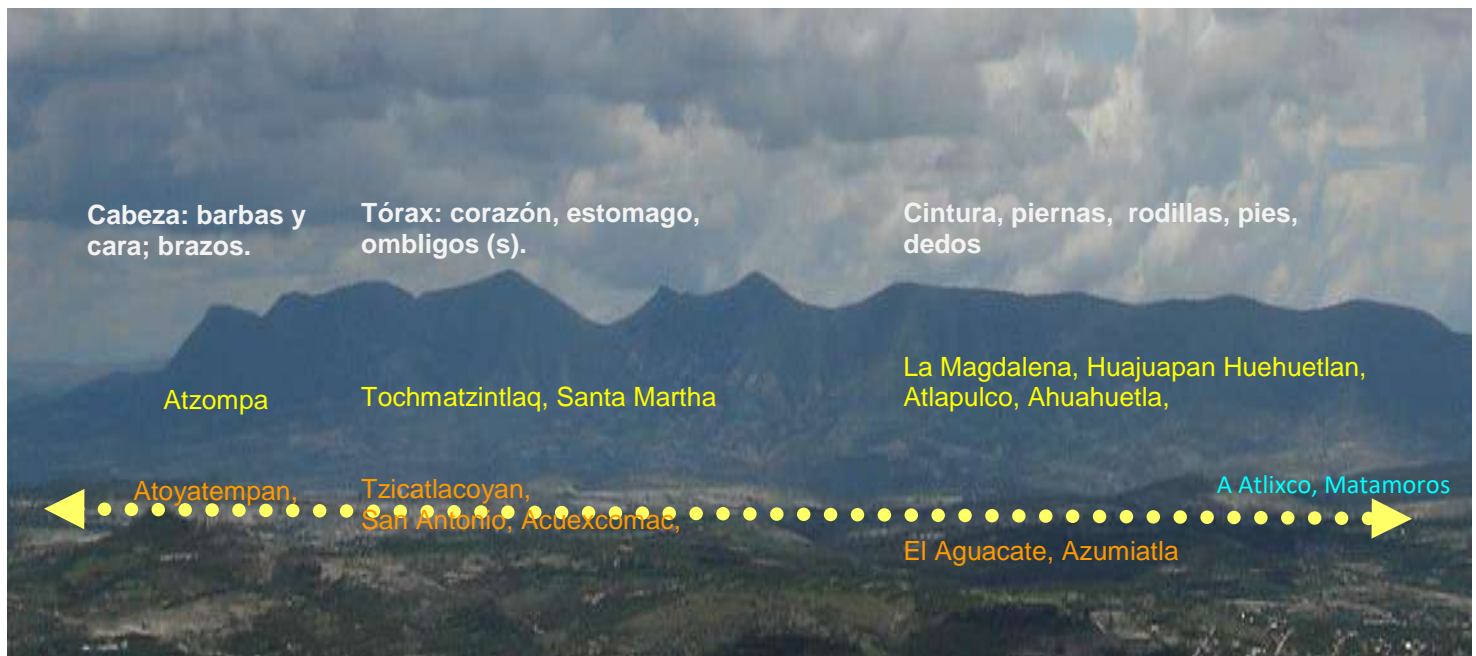 Cabeza: barbas y
cara; brazos.
Tórax: corazón, estomago,
ombligos (s).
Cintura, piernas, rodillas, pies,
dedos
Atzompa
Tochmatzintlaq, Santa Martha
La Magdalena, Huajuapan Huehuetlan,
Atlapulco, Ahuahuetla,
Atoyatempan,
Tzicatlacoyan,
San Antonio, Acuexcomac,
A Atlixco, Matamoros
El Aguacate, Azumiatla